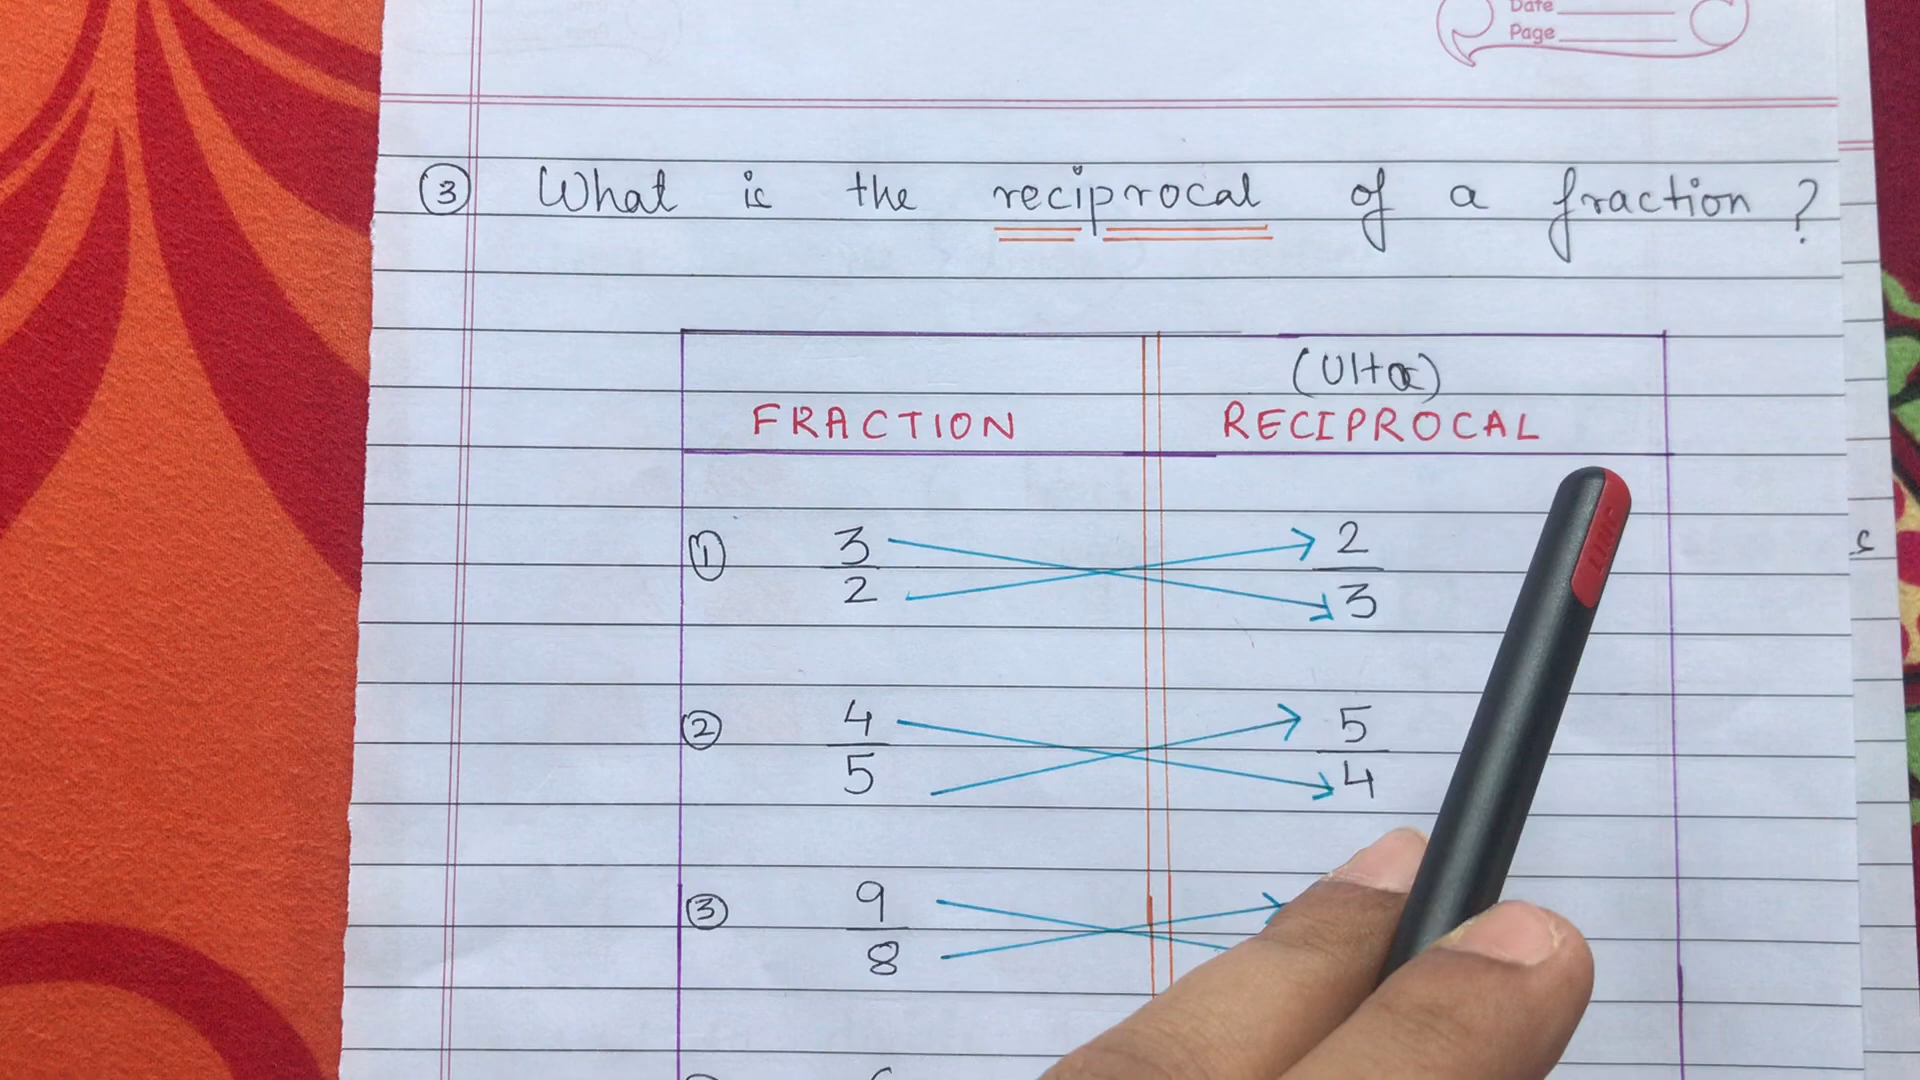 Date
Page
③ What is the reciprocal of a fraction ?
(Ulta)
FRACTION RECIPROCAL
① 3/2 2/3
② 4/5 5/4
③ 9/8